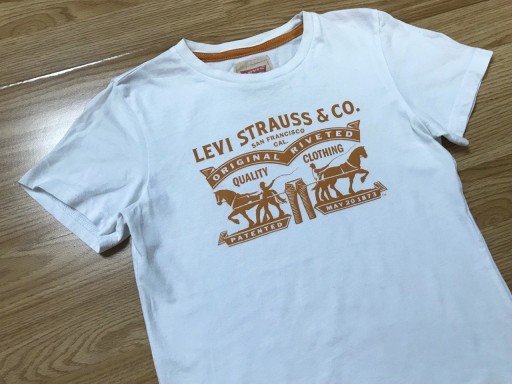 LEVI STRAUSS & CO.
SAN FRANCISCO
CAL.
ORIGINAL RIVETED
QUALITY CLOTHING
PATENTED MAY 20 1873